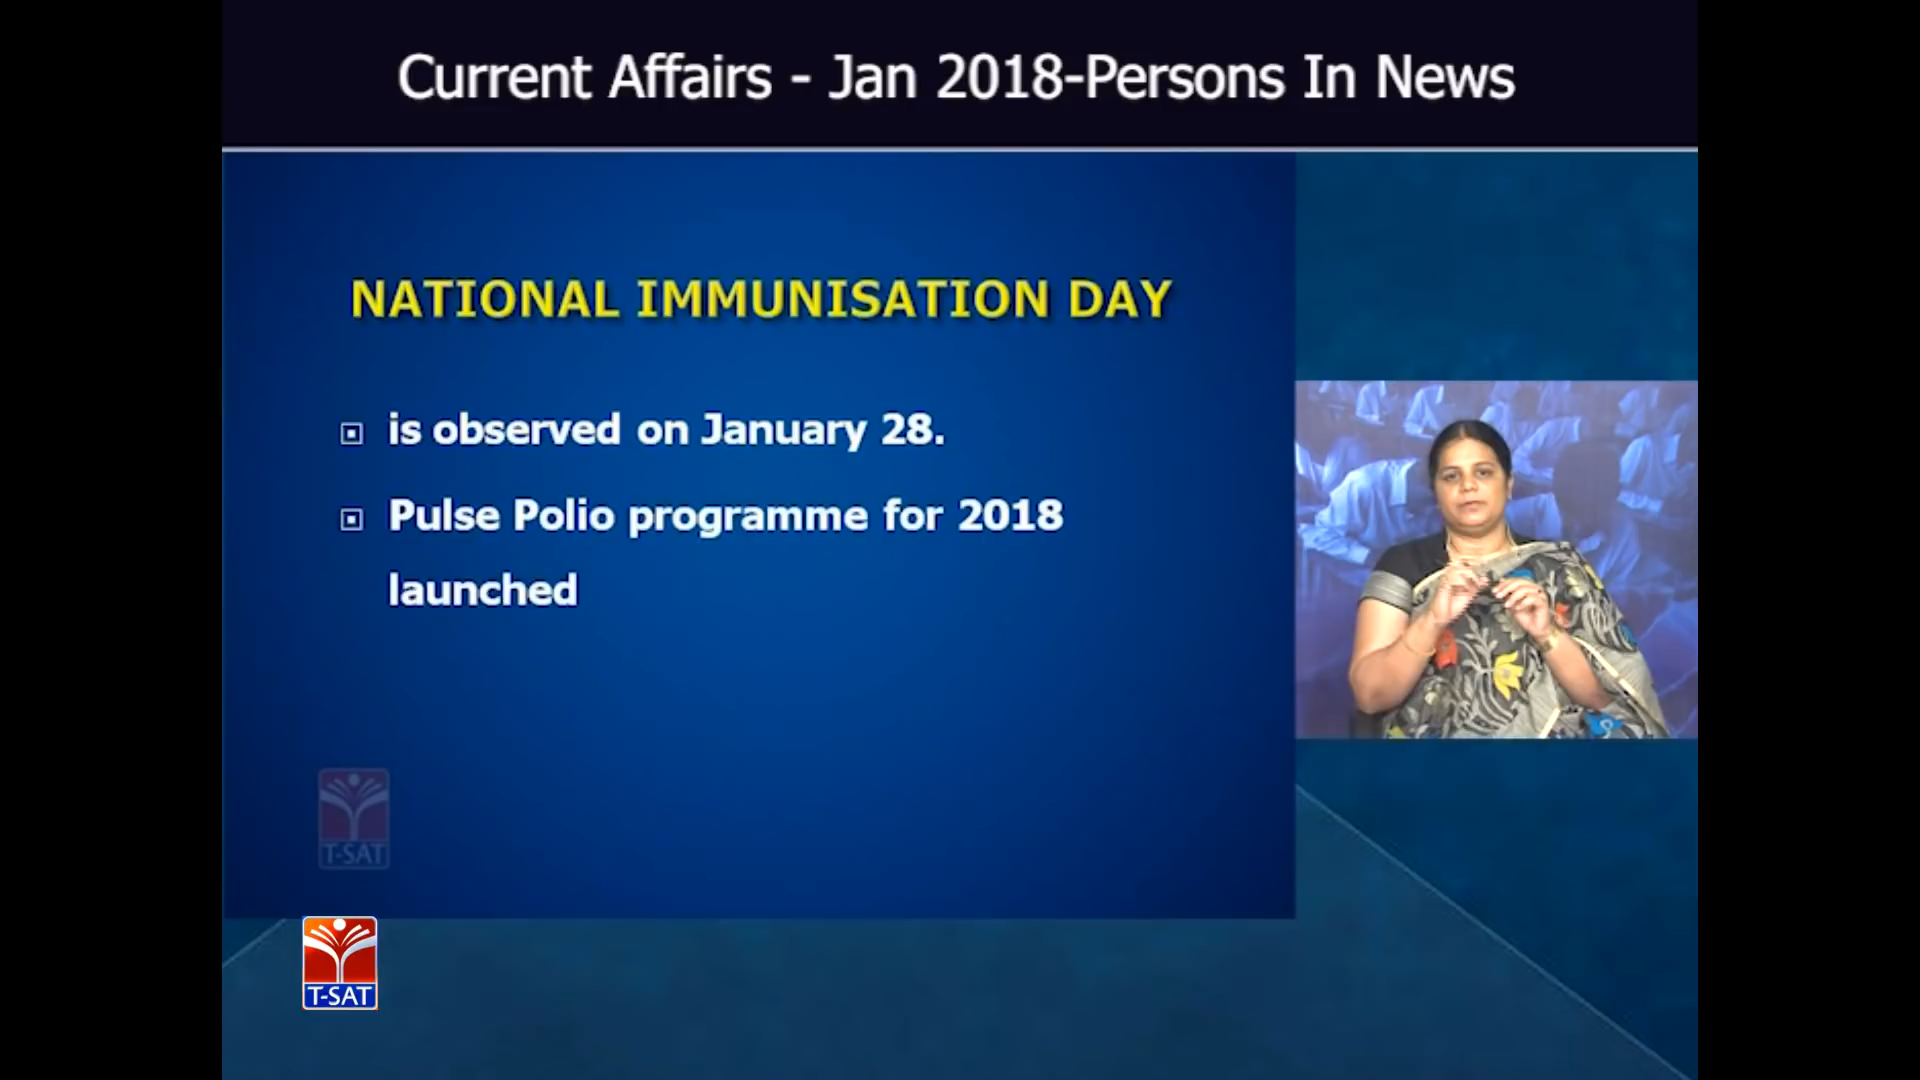 Current Affairs - Jan 2018-Persons In News
NATIONAL IMMUNISATION DAY
is observed on January 28.
Pulse Polio programme for 2018
launched
T-SAT
T-SAT